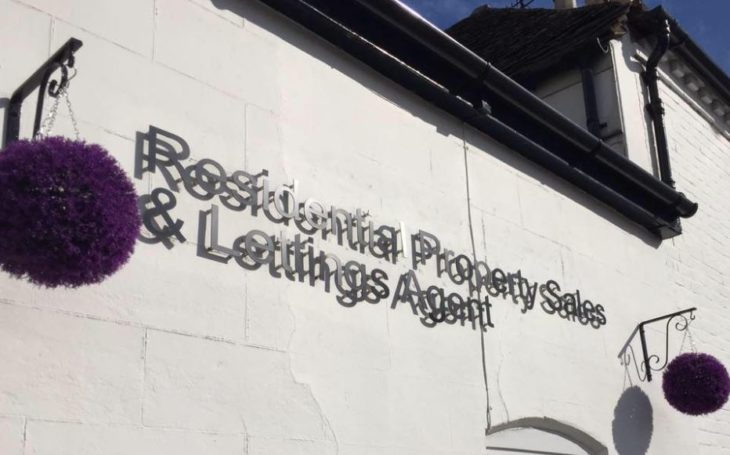 Residential Property Sales
& Lettings Agent